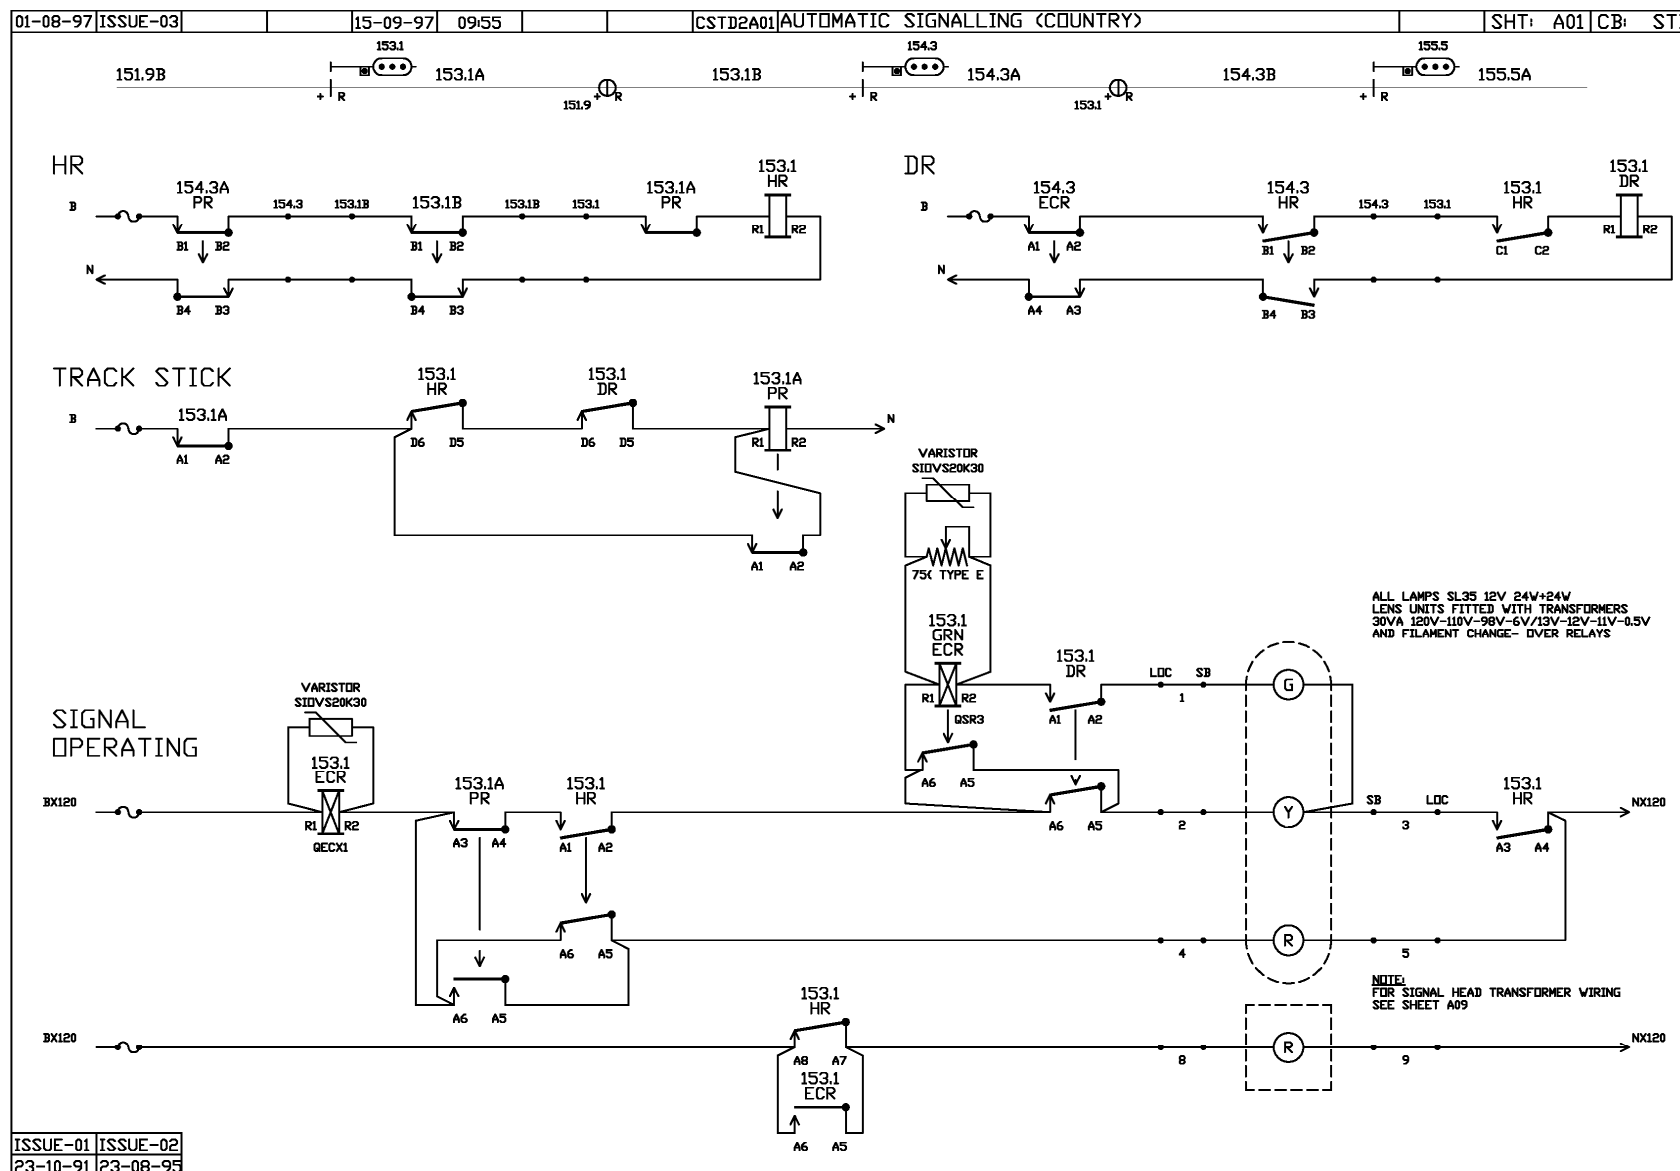 01-08-97 ISSUE-03 15-09-97 09:55 CSTD2A01 AUTOMATIC SIGNALLING (COUNTRY) SHT: A01 CB:
153.1 154.3 155.5
151.9B 153.1A 153.1B 154.3A 154.3B 155.5A
+ R 151.9 + R + R 153.1 + R + R
HR
154.3A PR
154.3
153.1B
153.1B
153.1B
153.1
153.1A PR
153.1 HR
B
B1 B2
B1 B2
R1 R2
N
B4 B3
B4 B3
DR
154.3 ECR
154.3 HR
154.3
153.1
153.1 HR
153.1 DR
B
A1 A2
B1 B2
C1 C2
R1 R2
N
A4 A3
B4 B3
TRACK STICK
153.1 HR
153.1 DR
153.1A PR
B
153.1A
N
A1 A2
D6 D5
D6 D5
R1 R2
A1 A2
VARISTOR
SIOVS20K30
TYPE E
153.1
GRN
ECR
R1 R2
QSR3
A6 A5
153.1
DR
A1 A2
A6 A5
LOC SB
1
G
ALL LAMPS SL35 12V 24W+24W
LENS UNITS FITTED WITH TRANSFORMERS
30VA 120V-110V-98V-6V/13V-12V-11V-0.5V
AND FILAMENT CHANGE- OVER RELAYS
SIGNAL
OPERATING
VARISTOR
SIOVS20K30
153.1
ECR
BX120
R1 R2
QECX1
153.1A
PR
A3 A4
153.1
HR
A1 A2
2
Y
SB LOC
3
153.1
HR
A3 A4
NX120
A6 A5
A6 A5
4
R
5
NOTE:
FOR SIGNAL HEAD TRANSFORMER WIRING
SEE SHEET A09
BX120
153.1
HR
A8 A7
153.1
ECR
A6 A5
8
R
9
NX120
ISSUE-01 ISSUE-02
23-10-91 23-08-95